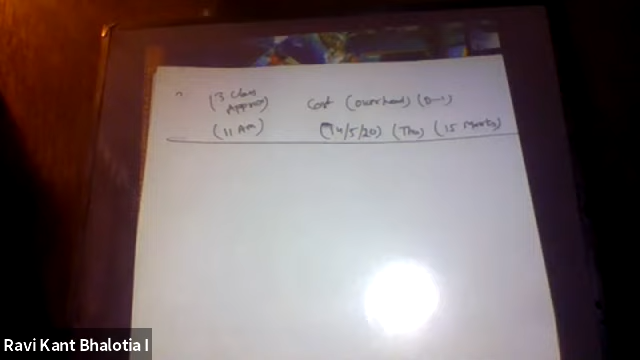 (3 Class Approx) Cost (overhead) (D-1)
(11 AM) (14/5/20) (Thu) (15 Marks)
Ravi Kant Bhalotia I